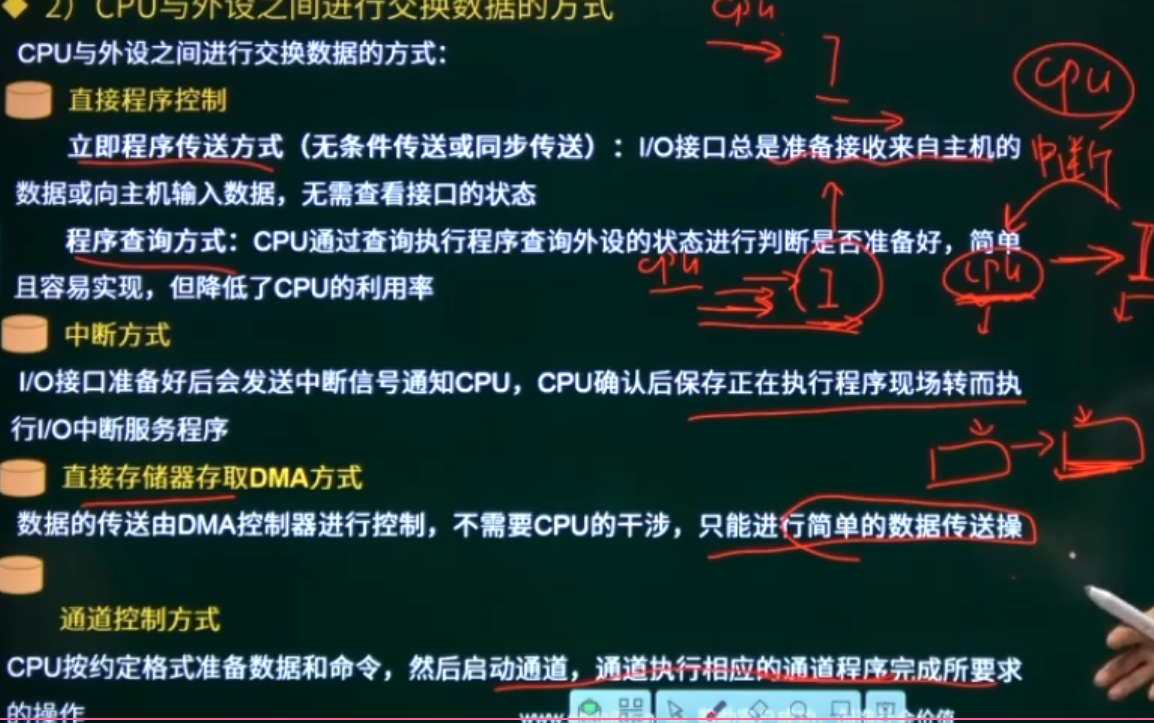 2）CPU与外设之间进行交换数据的方式
CPU与外设之间进行交换数据的方式：
直接程序控制
立即程序传送方式（无条件传送或同步传送）：I/O接口总是准备接收来自主机的
数据或向主机输入数据，无需查看接口的状态
程序查询方式：CPU通过查询执行程序查询外设的状态进行判断是否准备好，简单
且容易实现，但降低了CPU的利用率
中断方式
I/O接口准备好后会发送中断信号通知CPU，CPU确认后保存正在执行程序现场转而执
行I/O中断服务程序
直接存储器存取DMA方式
数据的传送由DMA控制器进行控制，不需要CPU的干涉，只能进行简单的数据传送操
通道控制方式
CPU按约定格式准备数据和命令，然后启动通道，通道执行相应的通道程序完成所要求
的操作
www
价值
cpu
cpu
cpu
cpu